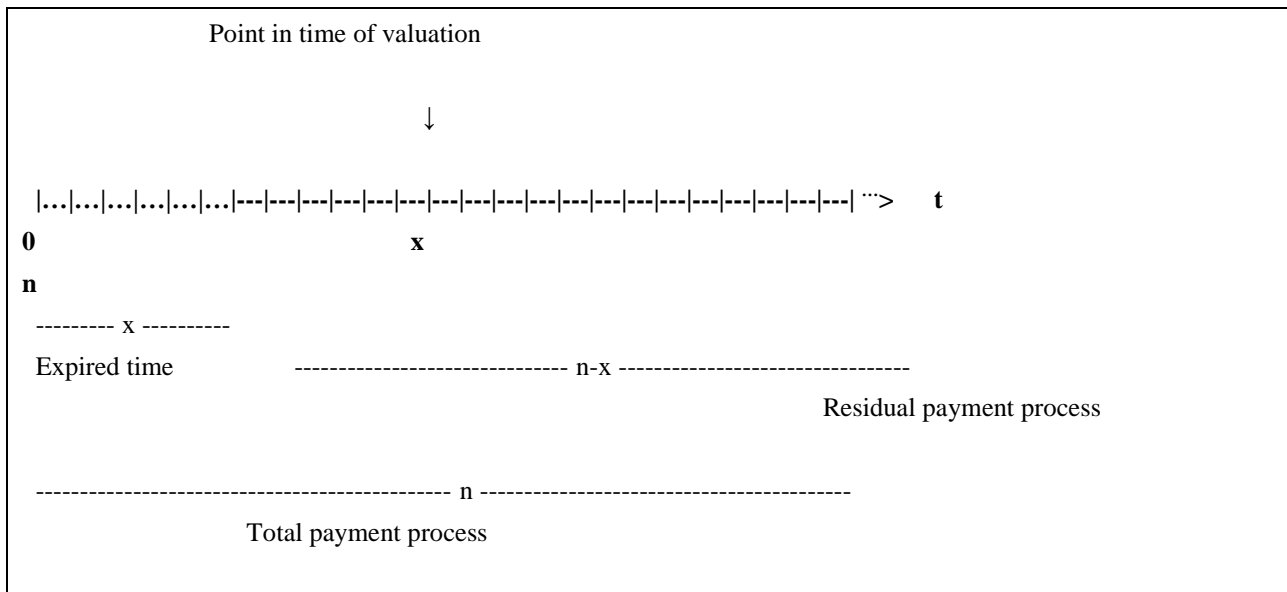 Point in time of valuation
↓
|…|…|…|…|…|…|---|---|---|---|---|---|---|---|---|---|---|---|---|---|---|---|---|---|---| ...> t
0 x
n
--------- x ----------
Expired time ------------------------------- n-x ---------------------------------
Residual payment process
----------------------------------------------- n ------------------------------------------
Total payment process